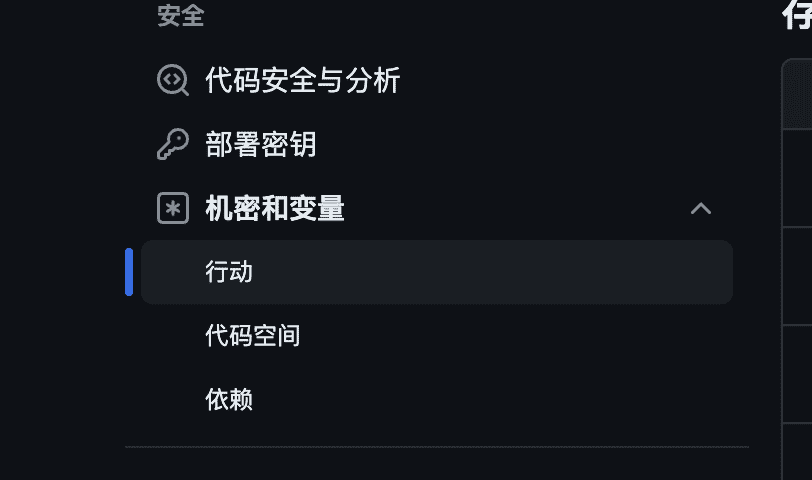 安全
代码安全与分析
部署密钥
机密和变量
行动
代码空间
依赖